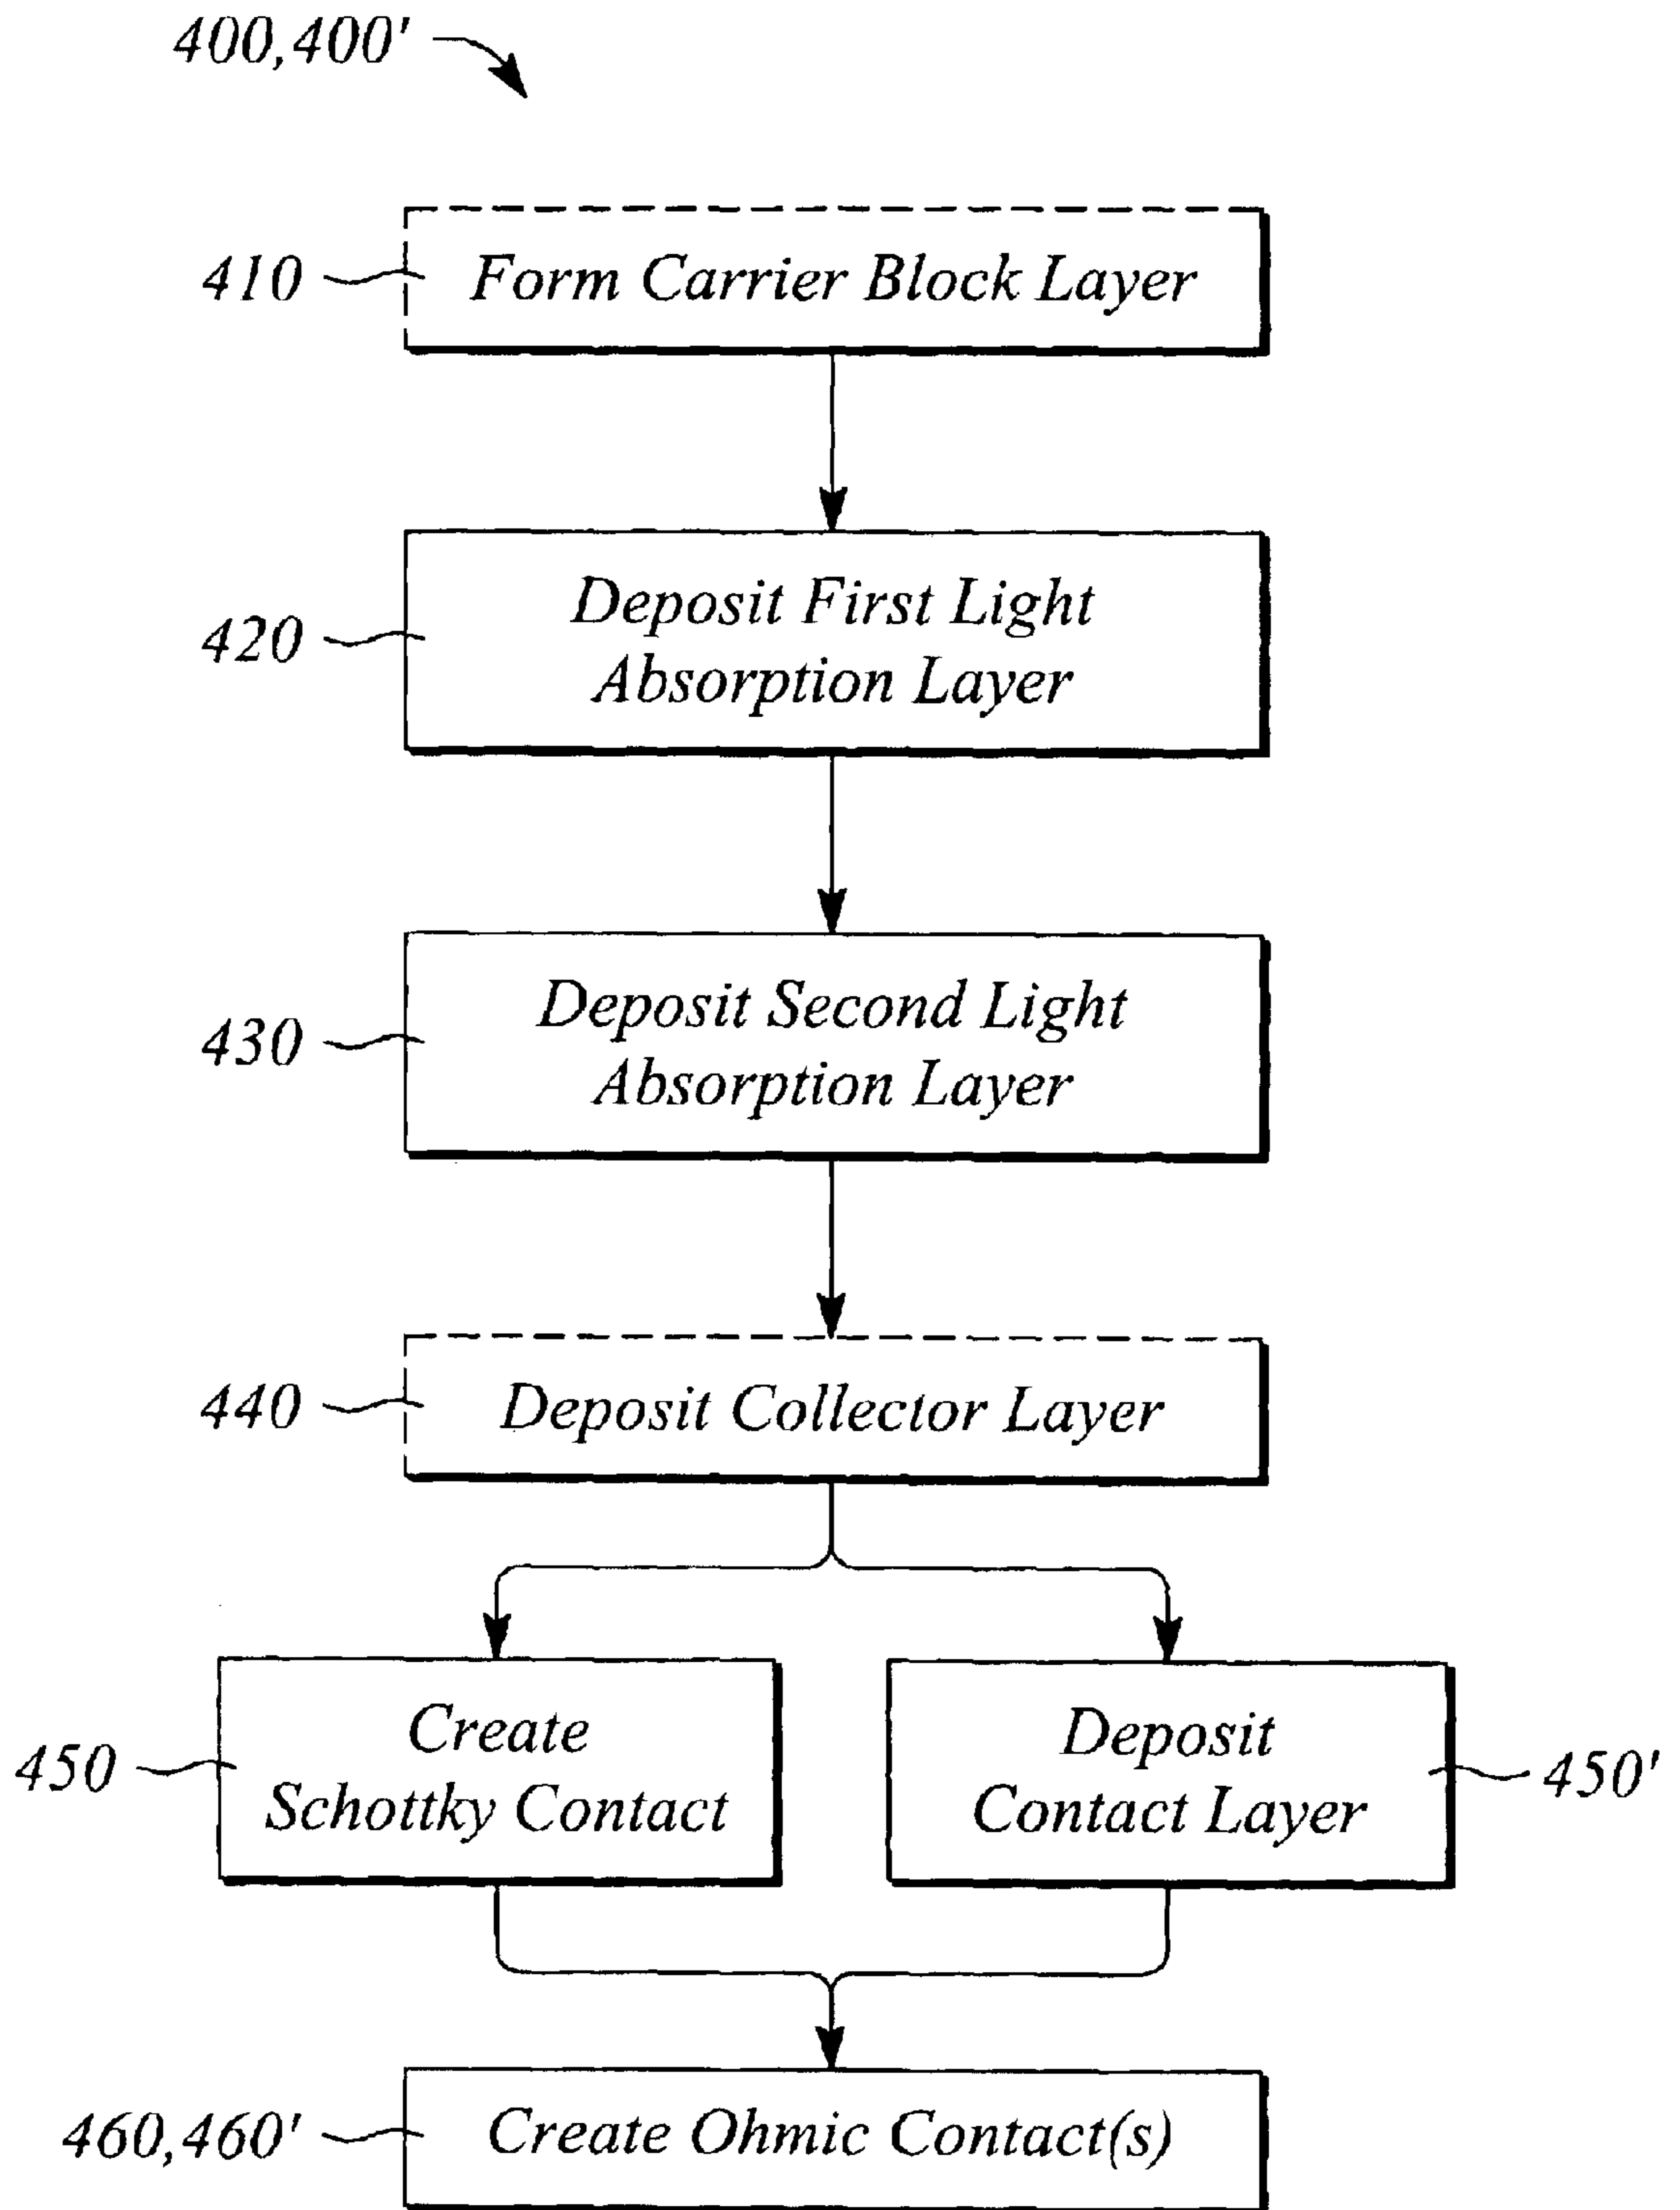 400,400'
410
Form Carrier Block Layer
420
Deposit First Light
Absorption Layer
430
Deposit Second Light
Absorption Layer
440
Deposit Collector Layer
450
Create
Schottky Contact
Deposit
Contact Layer
450'
460,460'
Create Ohmic Contact(s)